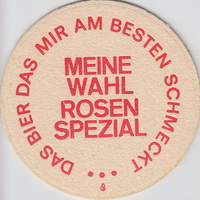 DAS BIER DAS MIR AM BESTEN SCHMECKT ...
MEINE
WAHL
ROSEN
SPEZIAL